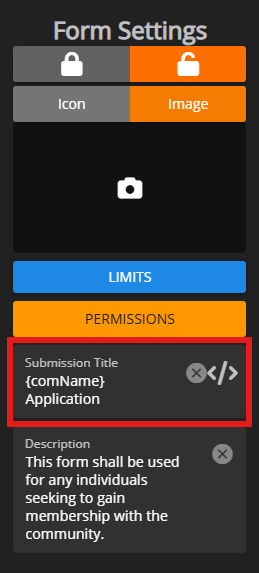 Form Settings
Icon
Image
LIMITS
PERMISSIONS
Submission Title
{comName}
Application
</>
Description
This form shall be used
for any individuals
seeking to gain
membership with the
community.